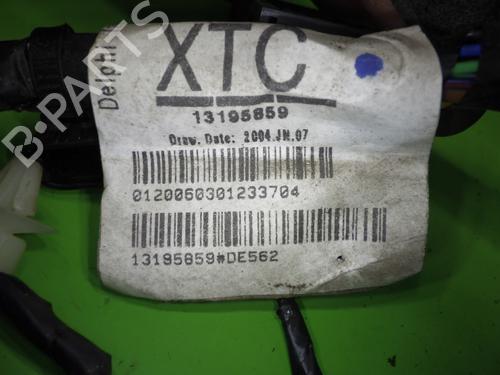 B-PARTS
Delphi
XTC
13195859
Draw. Date: 2004.JN.07
0120060301233704
13195859#DE562